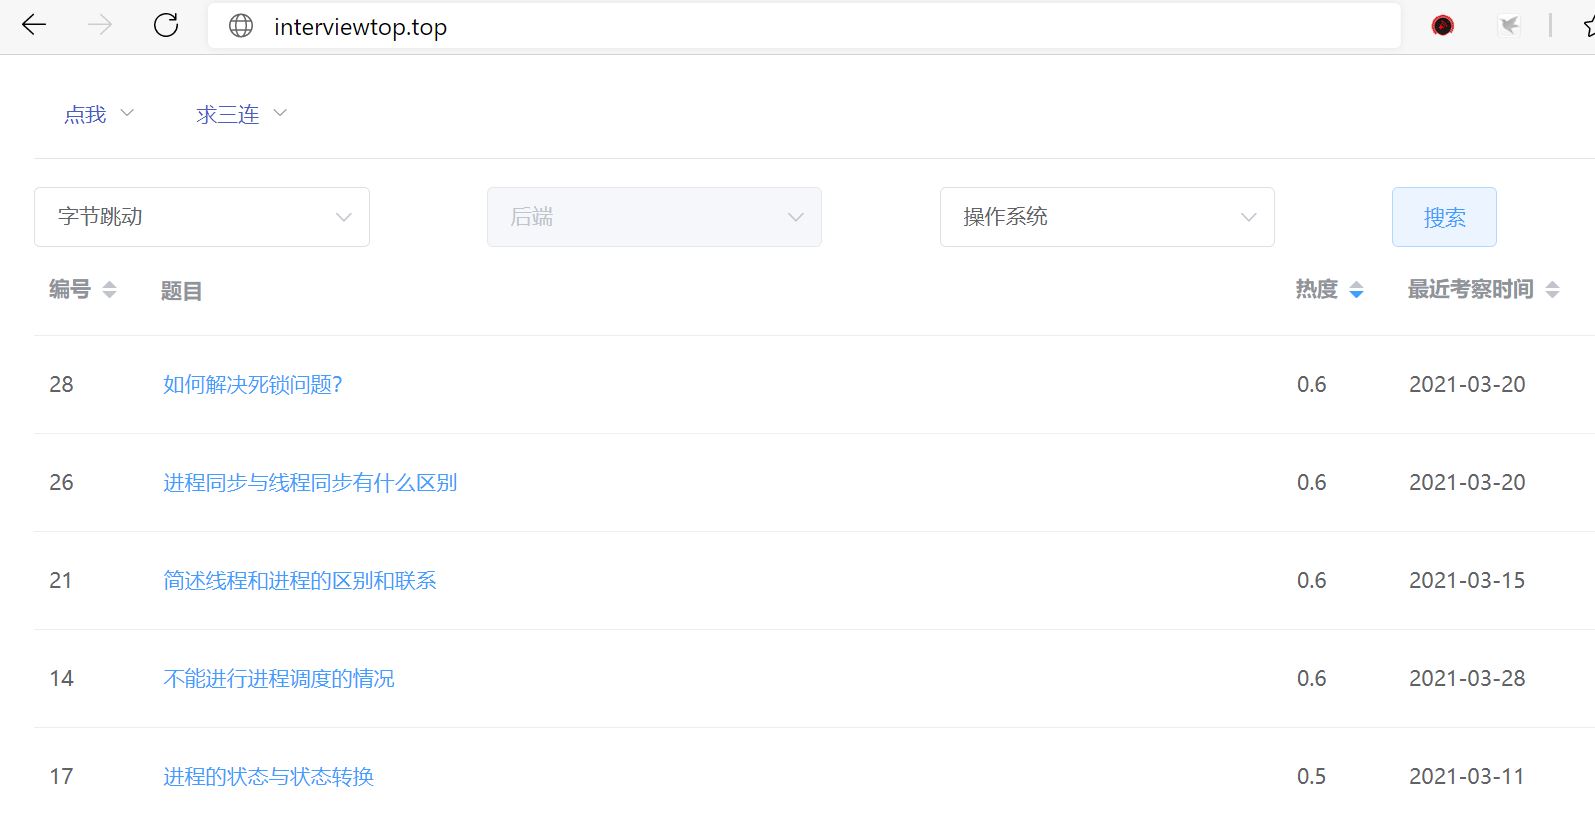 interviewtop.top
点我 求三连
字节跳动 后端 操作系统 搜索
编号 题目 热度 最近考察时间
28 如何解决死锁问题? 0.6 2021-03-20
26 进程同步与线程同步有什么区别 0.6 2021-03-20
21 简述线程和进程的区别和联系 0.6 2021-03-15
14 不能进行进程调度的情况 0.6 2021-03-28
17 进程的状态与状态转换 0.5 2021-03-11